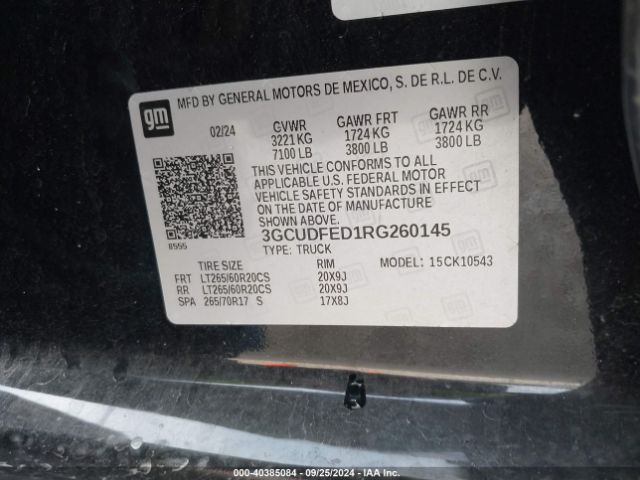 MFD BY GENERAL MOTORS DE MEXICO, S. DE R.L. DE C.V.
gm
02/24 GVWR GAWR FRT GAWR RR
3221 KG 1724 KG 1724 KG
7100 LB 3800 LB 3800 LB
THIS VEHICLE CONFORMS TO ALL
APPLICABLE U.S. FEDERAL MOTOR
VEHICLE SAFETY STANDARDS IN EFFECT
ON THE DATE OF MANUFACTURE
SHOWN ABOVE.
8555
3GCUDFED1RG260145
TYPE: TRUCK MODEL: 15CK10543
TIRE SIZE RIM
FRT LT265/60R20CS 20X9J
RR LT265/60R20CS 20X9J
SPA 265/70R17 S 17X8J
000-40385084 - 09/25/2024 - IAA Inc.